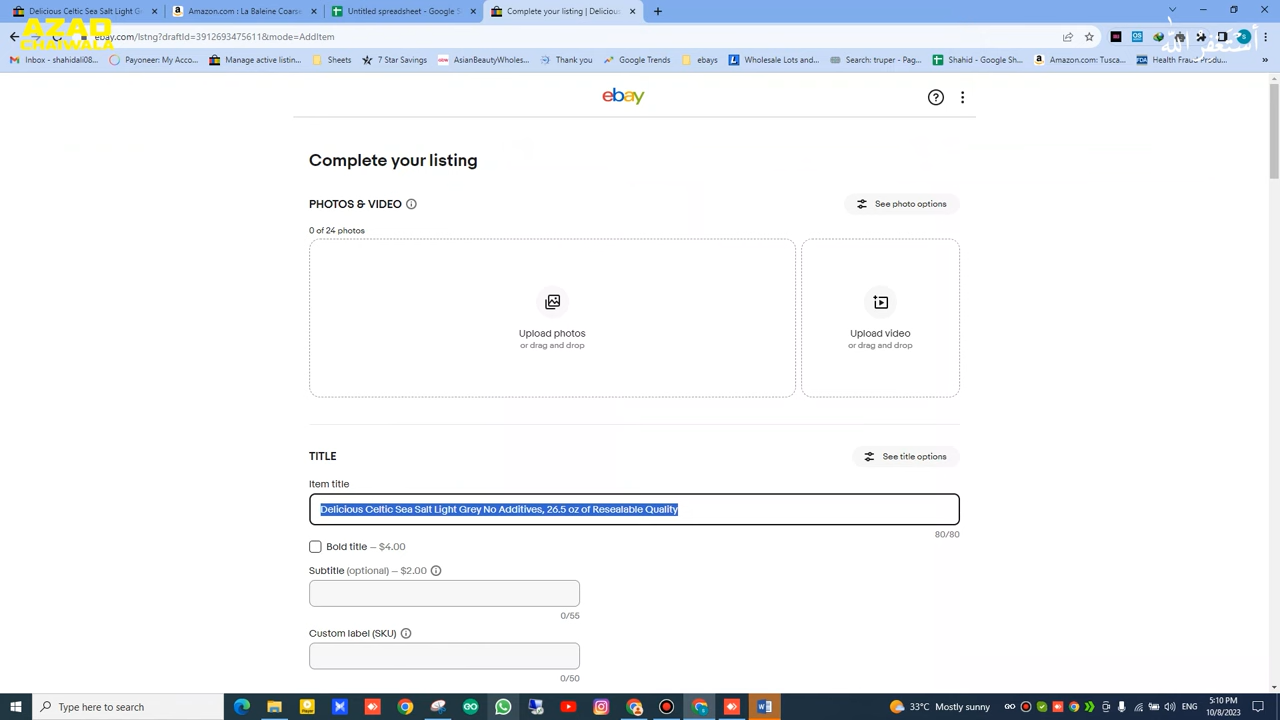 Delicious Celtic Sea Salt Light Gre
Amazon.com : La Baleine Coars
Untitled spreadsheet - Google S
Complete your listing | Delicious
AZAD
CHAIWALA
ebay.com/lstng?draftId=3912693475611&mode=AddItem
أستغفر الله
Inbox - shahidali08...
Payoneer: My Acco...
Manage active listin...
Sheets
7 Star Savings
AsianBeautyWholes...
Thank you
Google Trends
ebays
Wholesale Lots and...
Search: truper - Pag...
Shahid - Google Sh...
Amazon.com: Tusca...
Health Fraud Produ...
ebay
Complete your listing
PHOTOS & VIDEO
See photo options
0 of 24 photos
Upload photos
or drag and drop
Upload video
or drag and drop
TITLE
See title options
Item title
Delicious Celtic Sea Salt Light Grey No Additives, 26.5 oz of Resealable Quality
80/80
Bold title – $4.00
Subtitle (optional) – $2.00
0/55
Custom label (SKU)
0/50
Type here to search
33°C Mostly sunny
5:10 PM
10/8/2023